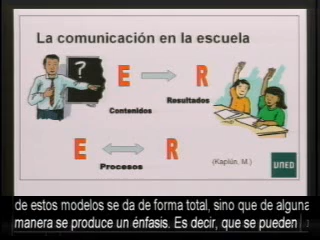 La comunicación en la escuela
?
E R
Contenidos Resultados
E R
Procesos
(Kaplún, M.)
UNED
de estos modelos se da de forma total, sino que de alguna
manera se produce un énfasis. Es decir, que se pueden